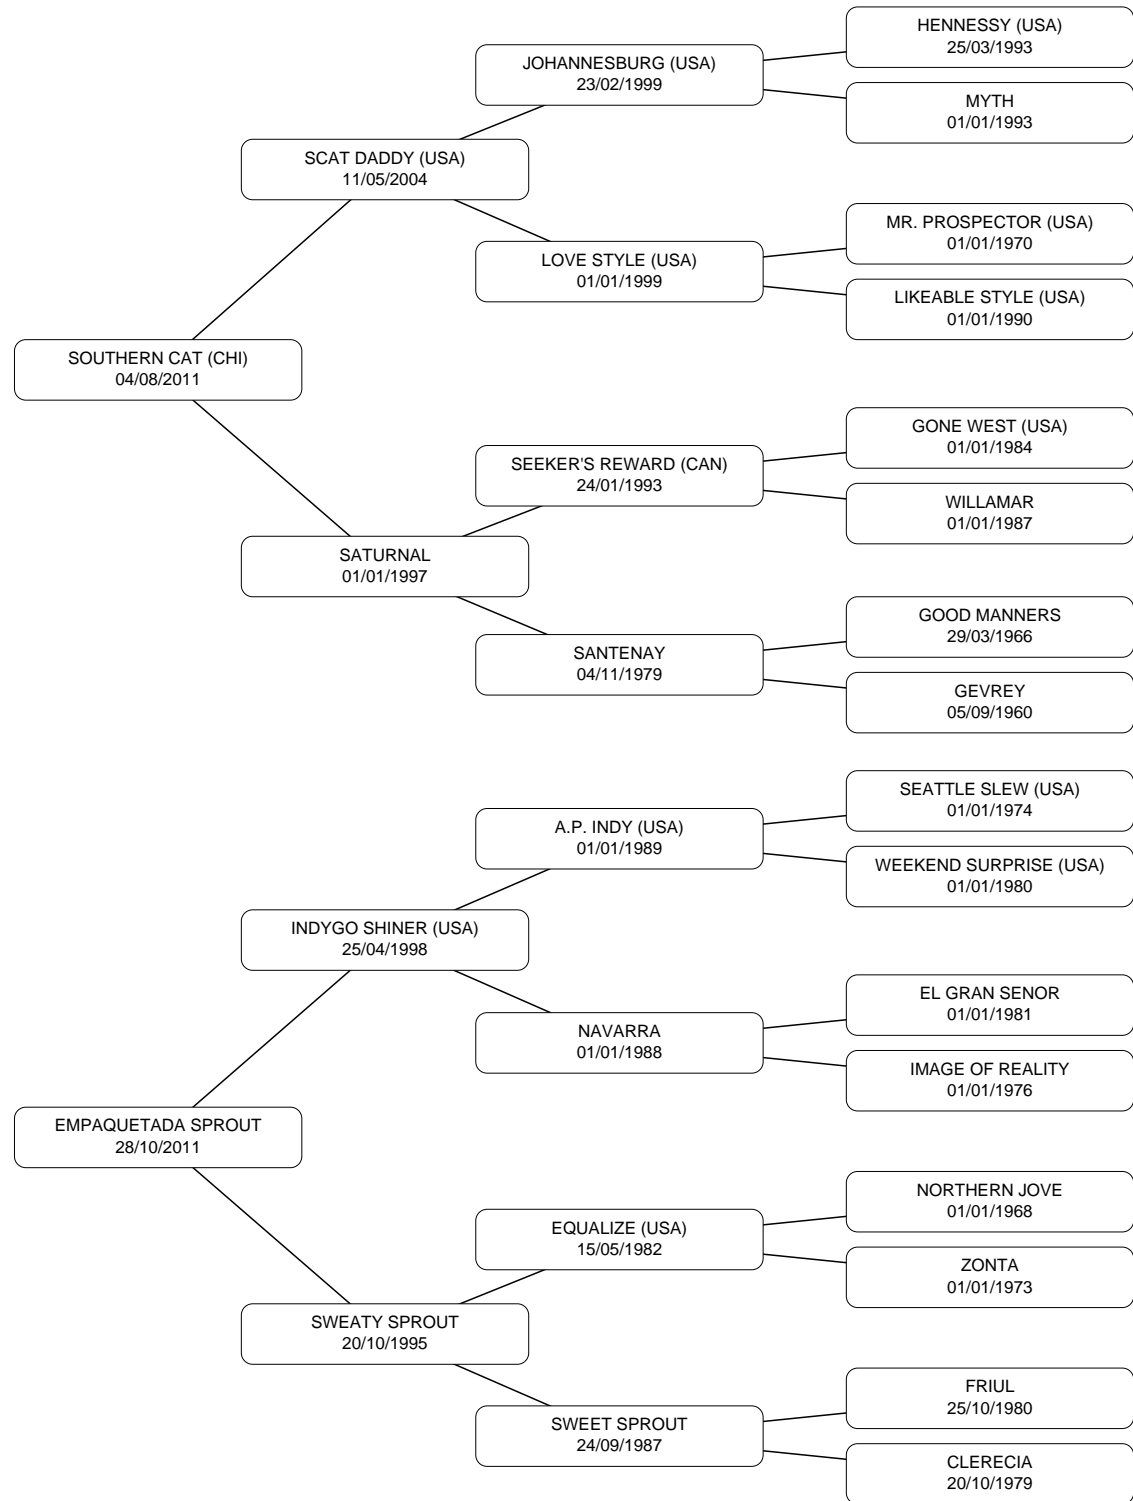 HENNESSY (USA)
25/03/1993
JOHANNESBURG (USA)
23/02/1999
MYTH
01/01/1993
SCAT DADDY (USA)
11/05/2004
MR. PROSPECTOR (USA)
01/01/1970
LOVE STYLE (USA)
01/01/1999
LIKEABLE STYLE (USA)
01/01/1990
SOUTHERN CAT (CHI)
04/08/2011
GONE WEST (USA)
01/01/1984
SEEKER'S REWARD (CAN)
24/01/1993
WILLAMAR
01/01/1987
SATURNAL
01/01/1997
GOOD MANNERS
29/03/1966
SANTENAY
04/11/1979
GEVREY
05/09/1960
SEATTLE SLEW (USA)
01/01/1974
A.P. INDY (USA)
01/01/1989
WEEKEND SURPRISE (USA)
01/01/1980
INDYGO SHINER (USA)
25/04/1998
EL GRAN SENOR
01/01/1981
NAVARRA
01/01/1988
IMAGE OF REALITY
01/01/1976
EMPAQUETADA SPROUT
28/10/2011
NORTHERN JOVE
01/01/1968
EQUALIZE (USA)
15/05/1982
ZONTA
01/01/1973
SWEATY SPROUT
20/10/1995
FRIUL
25/10/1980
SWEET SPROUT
24/09/1987
CLERECIA
20/10/1979